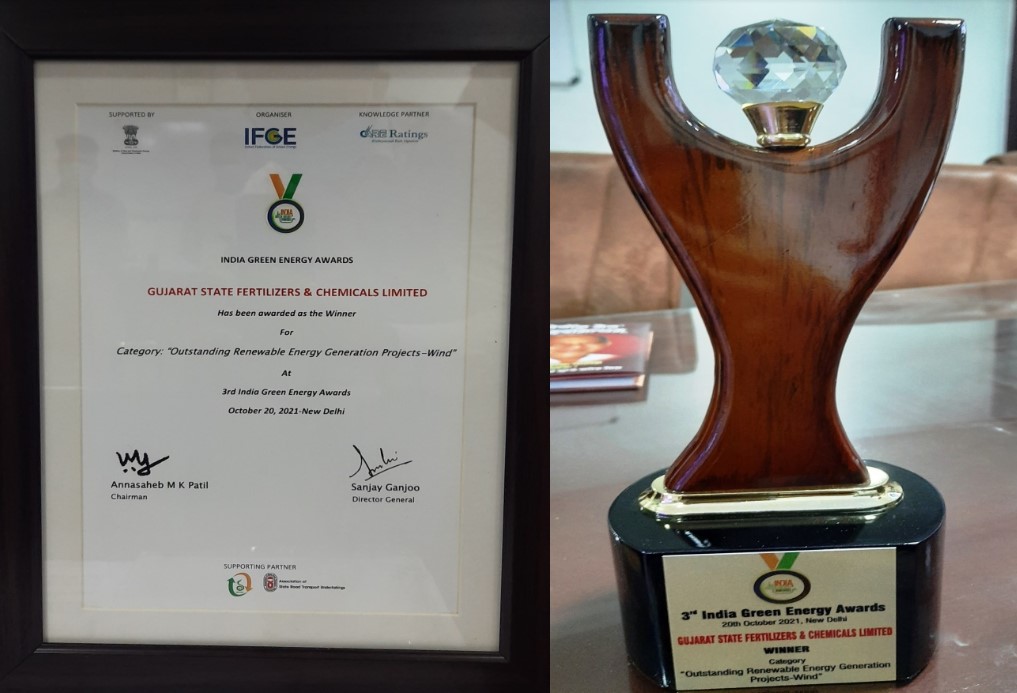 SUPPORTED BY
ORGANISER
KNOWLEDGE PARTNER
IFGE
Ratings
INDIA GREEN ENERGY AWARDS
GUJARAT STATE FERTILIZERS & CHEMICALS LIMITED
Has been awarded as the Winner
For
Category: "Outstanding Renewable Energy Generation Projects-Wind"
At
3rd India Green Energy Awards
October 20, 2021-New Delhi
Annasaheb M K Patil
Chairman
Sanjay Ganjoo
Director General
SUPPORTING PARTNER
Association of
State Road Transport Undertakings
INDIA
3rd India Green Energy Awards
20th October 2021, New Delhi
GUJARAT STATE FERTILIZERS & CHEMICALS LIMITED
WINNER
Category
"Outstanding Renewable Energy Generation
Projects-Wind"